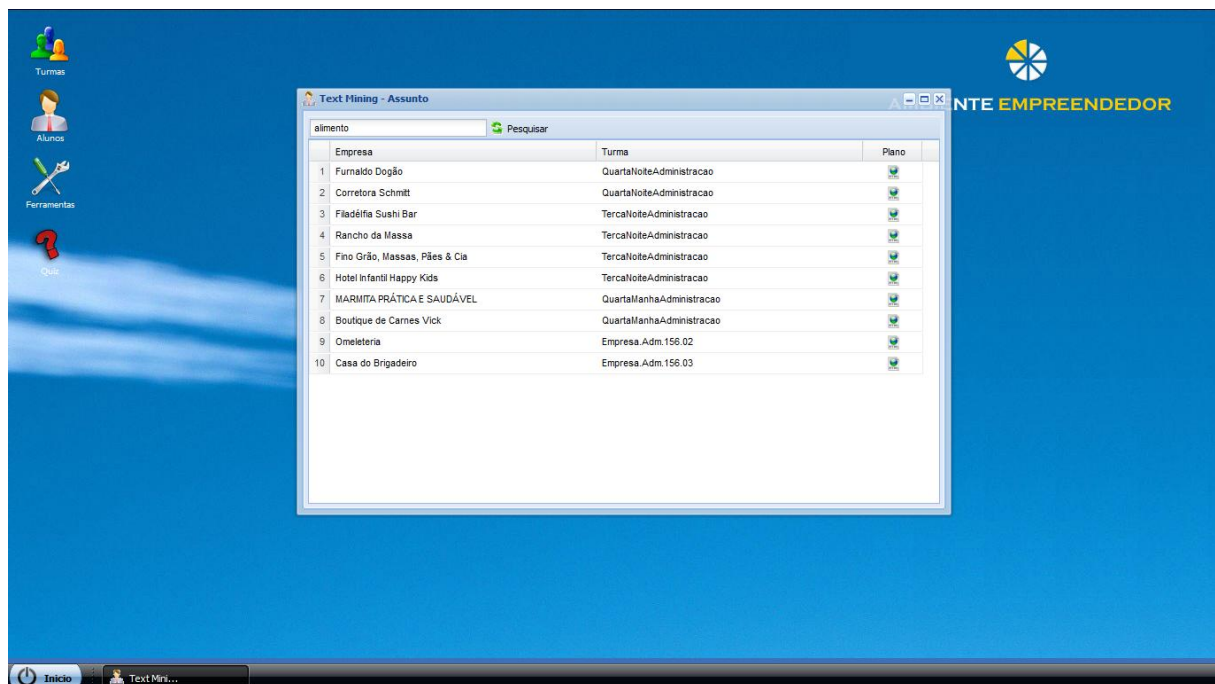 Turmas
Alunos
Ferramentas
Quiz
NTE EMPREENDEDOR
Text Mining - Assunto
alimento Pesquisar
Empresa Turma Plano
1 Furnaldo Dogão QuartaNoiteAdministracao
2 Corretora Schmitt QuartaNoiteAdministracao
3 Filadélfia Sushi Bar TercaNoiteAdministracao
4 Rancho da Massa TercaNoiteAdministracao
5 Fino Grão, Massas, Pães & Cia TercaNoiteAdministracao
6 Hotel Infantil Happy Kids TercaNoiteAdministracao
7 MARMITA PRÁTICA E SAUDÁVEL QuartaManhaAdministracao
8 Boutique de Carnes Vick QuartaManhaAdministracao
9 Omeleteria Empresa.Adm.156.02
10 Casa do Brigadeiro Empresa.Adm.156.03
Inicio Text Mini...